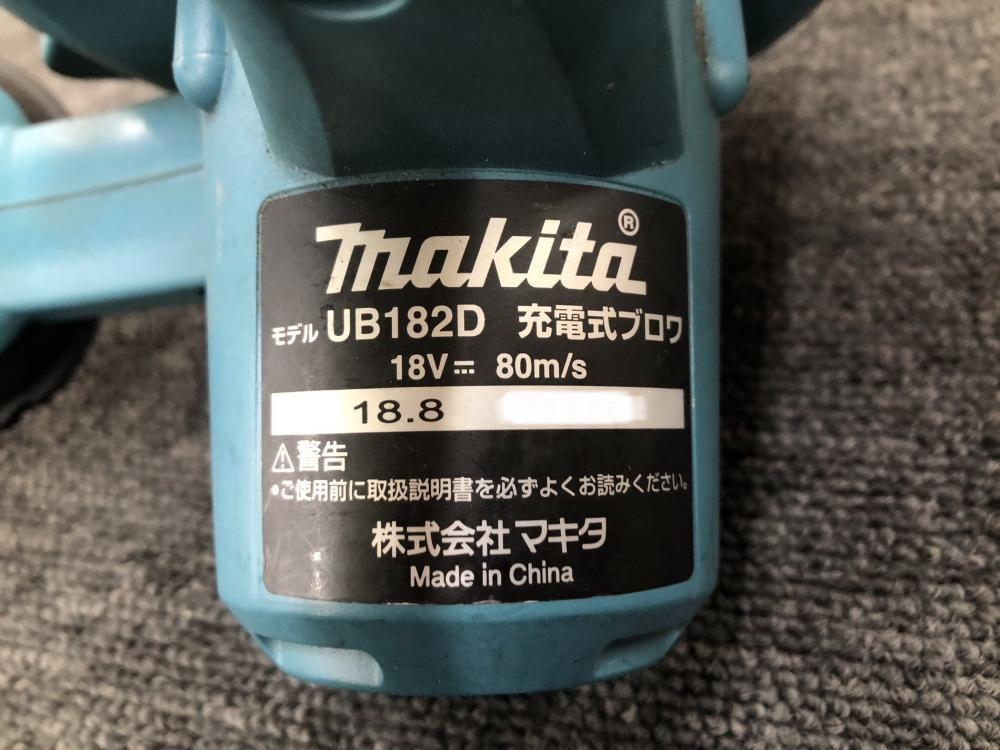 makita®
モデル UB182D 充電式ブロワ
18V⎓ 80m/s
18.8
⚠警告
•ご使用前に取扱説明書を必ずよくお読みください。
株式会社マキタ
Made in China